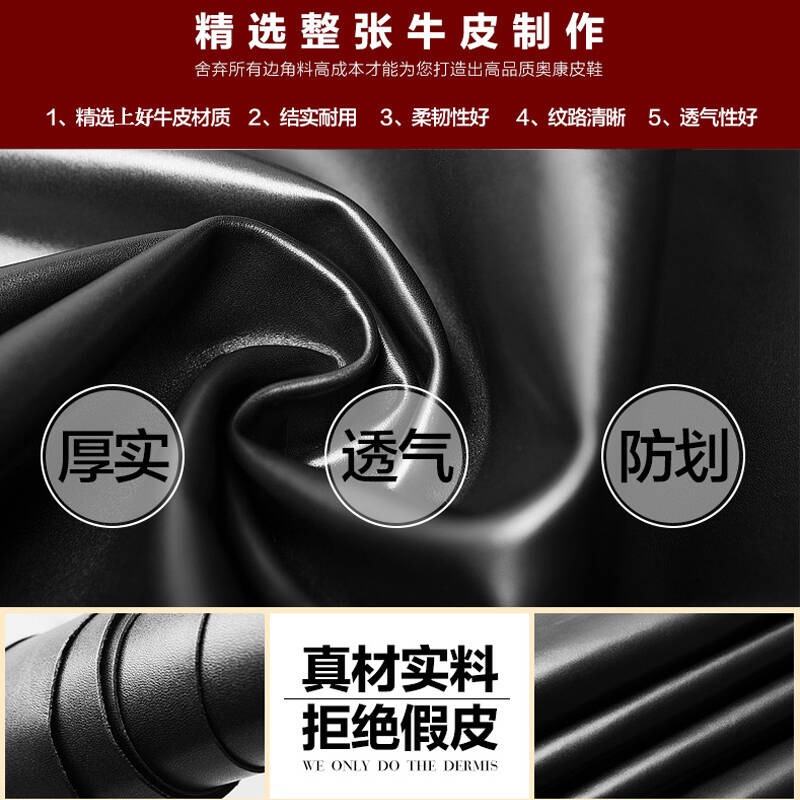 精选整张牛皮制作
舍弃所有边角料高成本才能为您打造出高品质奥康皮鞋
1、精选上好牛皮材质 2、结实耐用 3、柔韧性好 4、纹路清晰 5、透气性好
厚实 透气 防划
真材实料
拒绝假皮
WE ONLY DO THE DERMIS